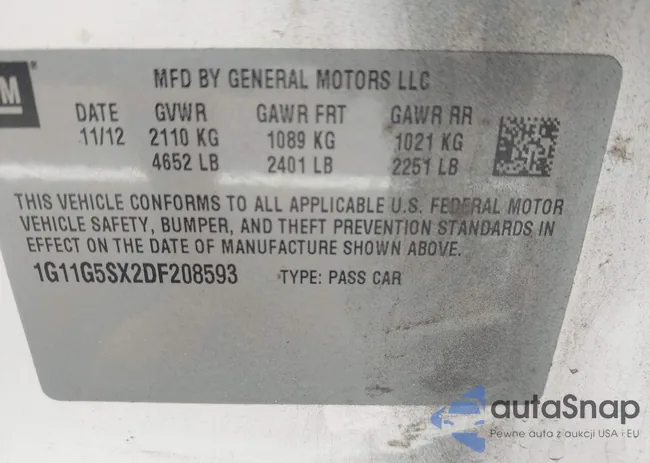 M ®
MFD BY GENERAL MOTORS LLC
DATE GVWR GAWR FRT GAWR RR
11/12 2110 KG 1089 KG 1021 KG
4652 LB 2401 LB 2251 LB
THIS VEHICLE CONFORMS TO ALL APPLICABLE U.S. FEDERAL MOTOR
VEHICLE SAFETY, BUMPER, AND THEFT PREVENTION STANDARDS IN
EFFECT ON THE DATE OF MANUFACTURE SHOWN ABOVE.
1G11G5SX2DF208593 TYPE: PASS CAR
autaSnap
Pewne auta z aukcji USA i EU